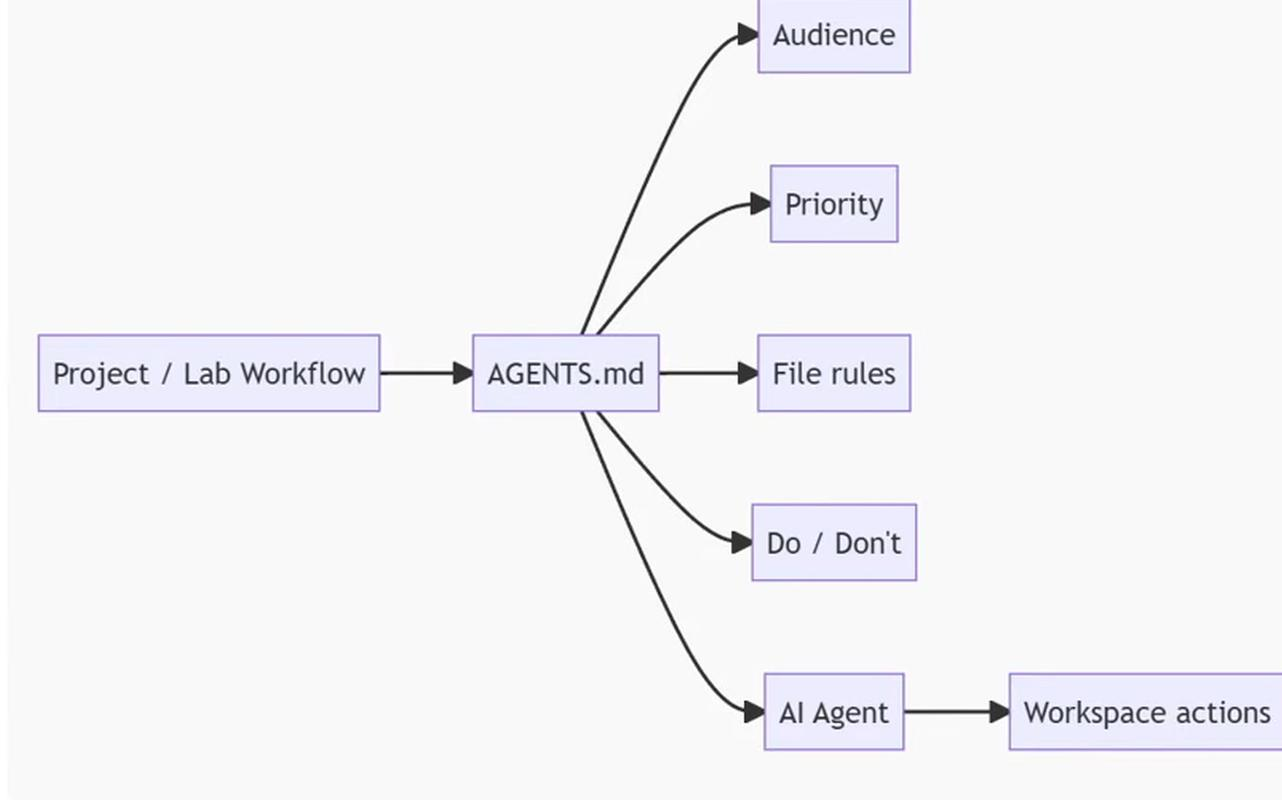 Audience
Priority
Project / Lab Workflow
AGENTS.md
File rules
Do / Don't
AI Agent
Workspace actions